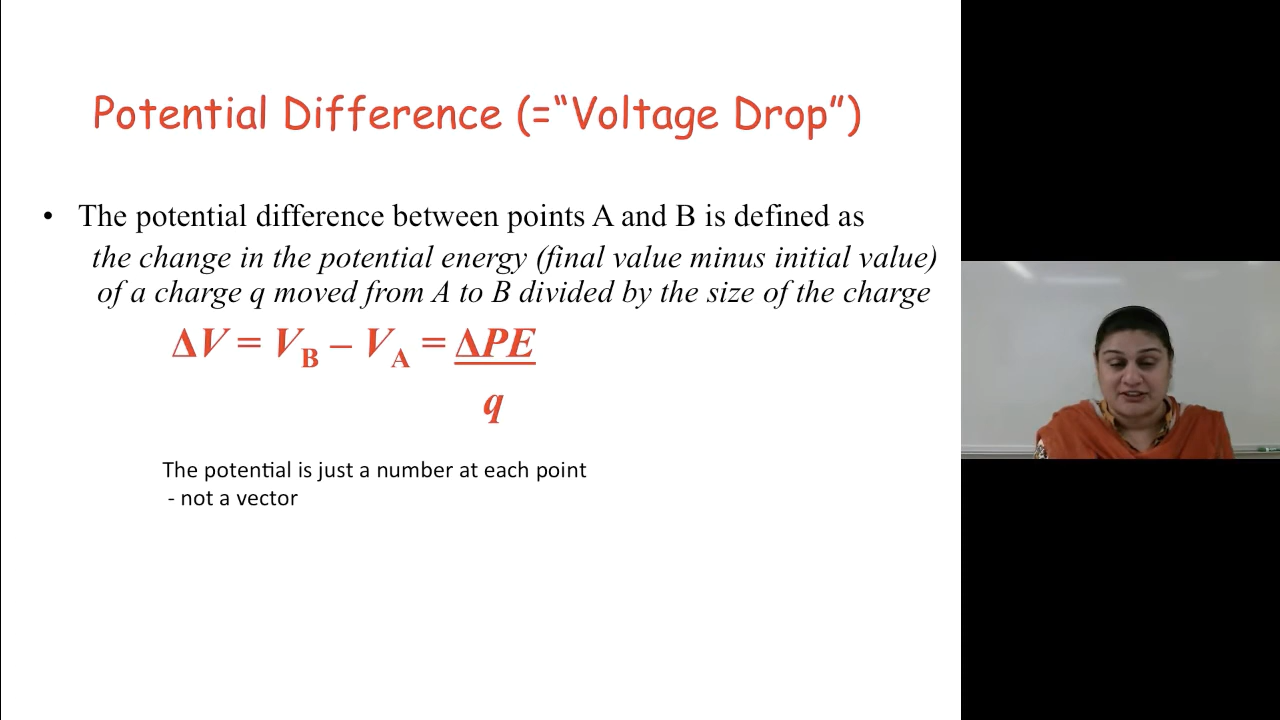 Potential Difference (=“Voltage Drop”)
• The potential difference between points A and B is defined as
the change in the potential energy (final value minus initial value)
of a charge q moved from A to B divided by the size of the charge
ΔV = VB – VA = ΔPE
q
The potential is just a number at each point
- not a vector